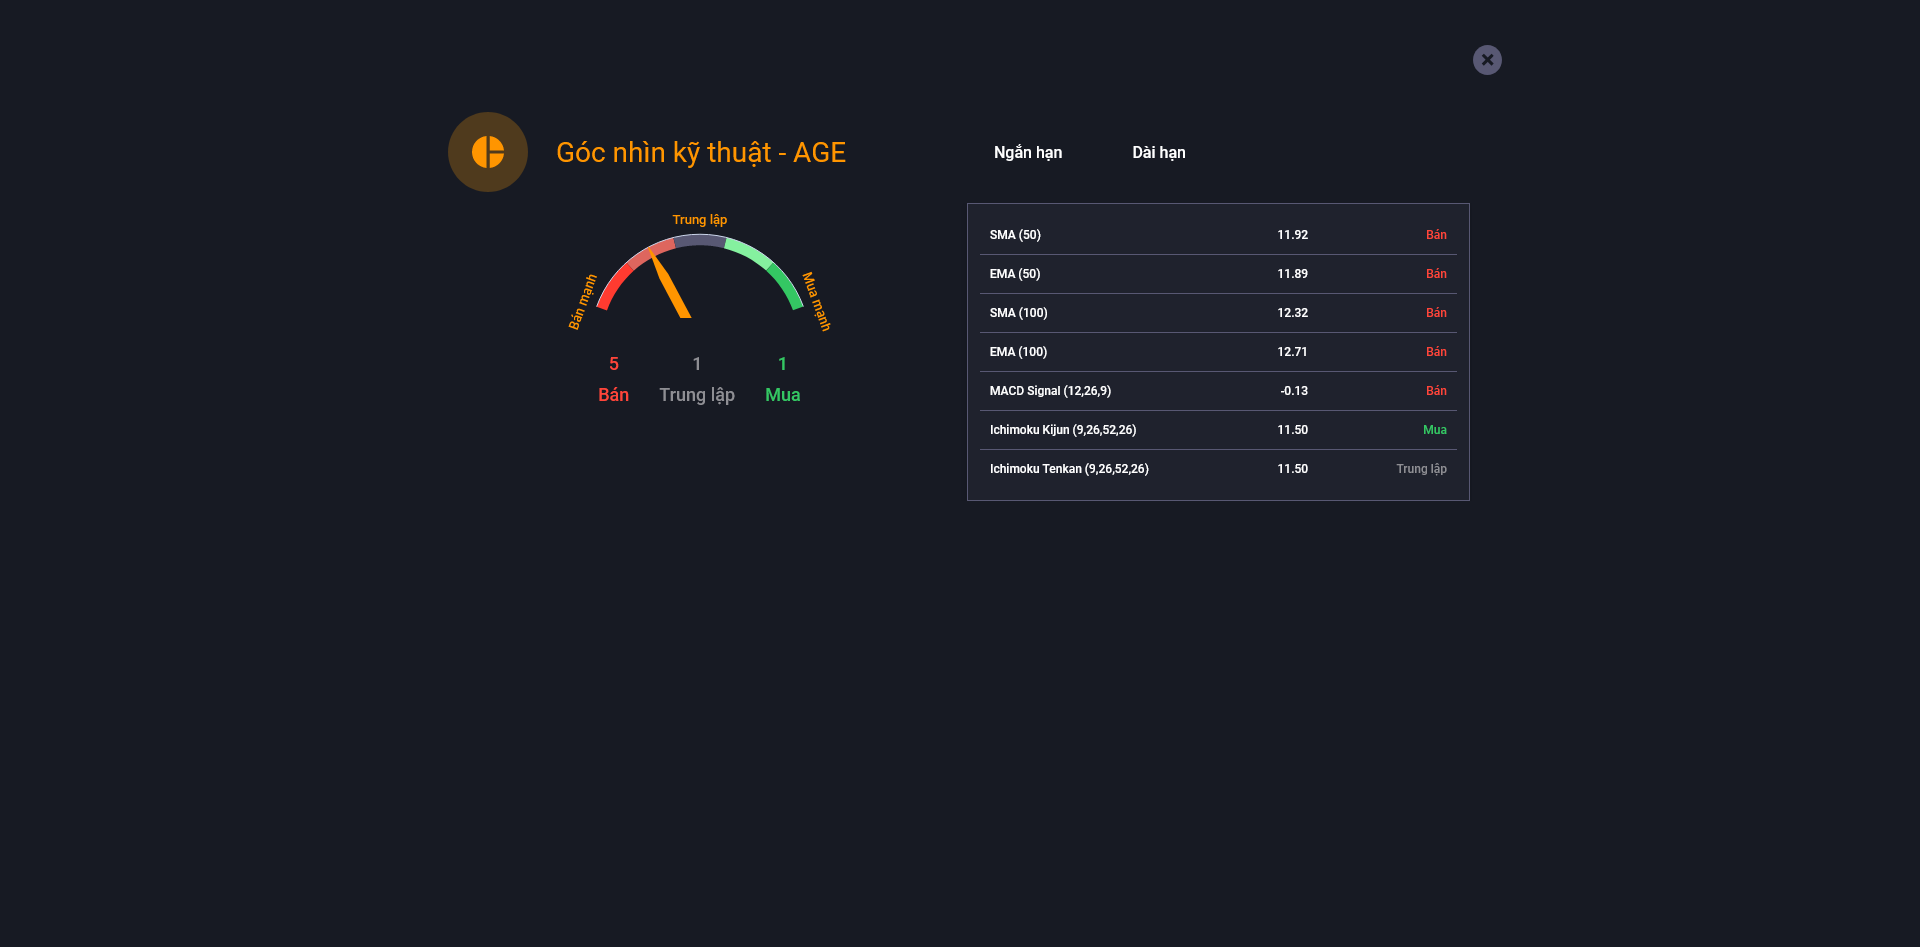 Góc nhìn kỹ thuật - AGE
Ngắn hạn
Dài hạn
Trung lập
Bán mạnh
Mua mạnh
5 1 1
Bán Trung lập Mua
SMA (50) 11.92 Bán
EMA (50) 11.89 Bán
SMA (100) 12.32 Bán
EMA (100) 12.71 Bán
MACD Signal (12,26,9) -0.13 Bán
Ichimoku Kijun (9,26,52,26) 11.50 Mua
Ichimoku Tenkan (9,26,52,26) 11.50 Trung lập